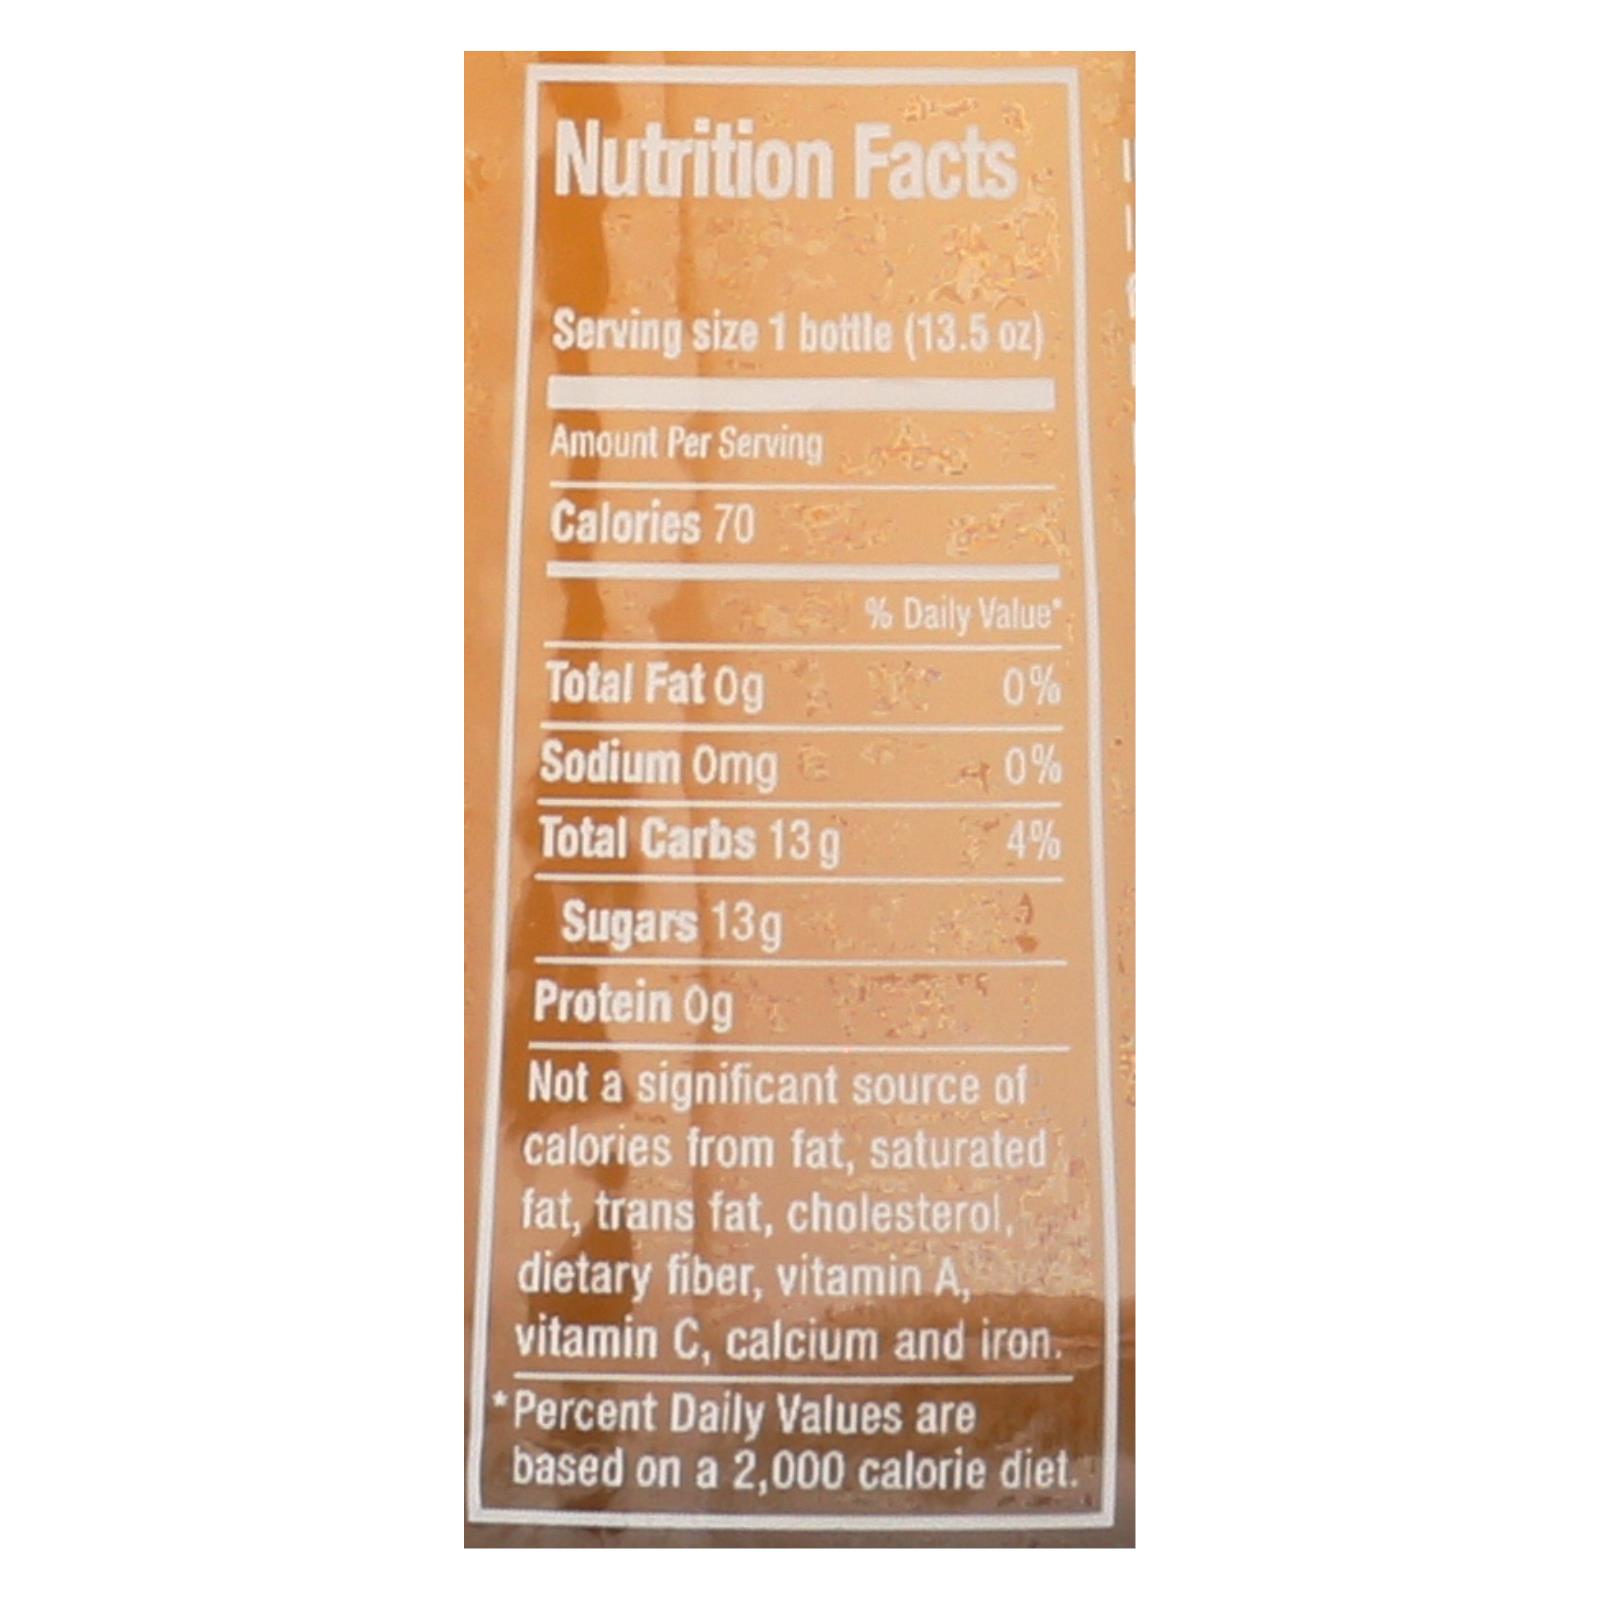 Nutrition Facts
Serving size 1 bottle (13.5 oz)
Amount Per Serving
Calories 70
% Daily Value*
Total Fat 0g 0%
Sodium 0mg 0%
Total Carbs 13g 4%
Sugars 13g
Protein 0g
Not a significant source of
calories from fat, saturated
fat, trans fat, cholesterol,
dietary fiber, vitamin A,
vitamin C, calcium and iron.
*Percent Daily Values are
based on a 2,000 calorie diet.